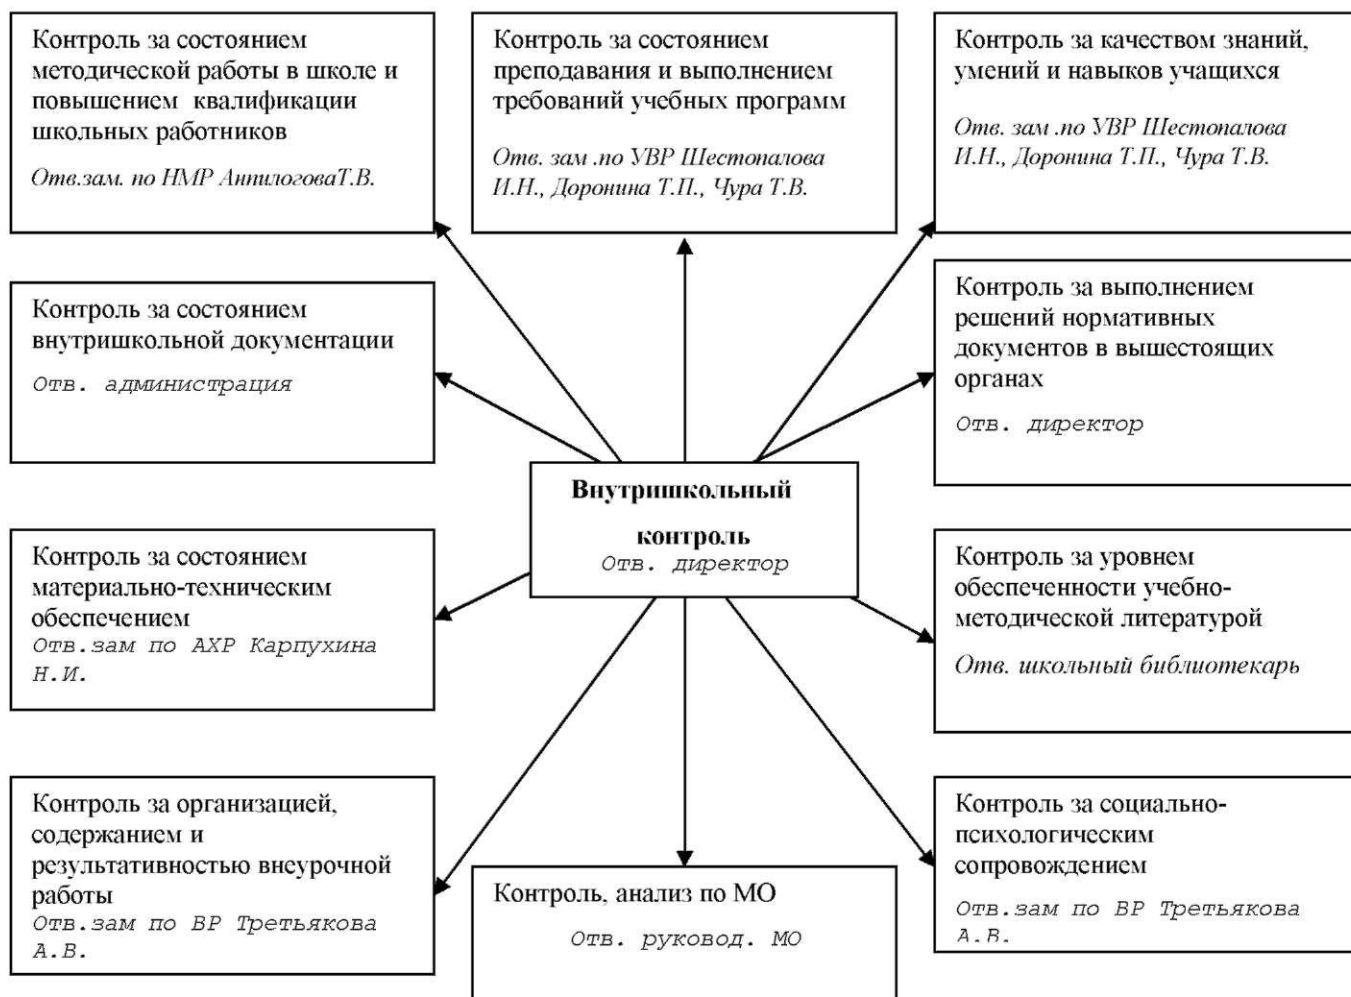 Контроль за состоянием
методической работы в школе и
повышением квалификации
школьных работников
Отв.зам. по НМР АнпилоговаТ.В.
Контроль за состоянием
преподавания и выполнением
требований учебных программ
Отв. зам .по УВР Шестопалова
И.Н., Доронина Т.П., Чура Т.В.
Контроль за качеством знаний,
умений и навыков учащихся
Отв. зам .по УВР Шестопалова
И.Н., Доронина Т.П., Чура Т.В.
Контроль за состоянием
внутришкольной документации
Отв. администрация
Контроль за выполнением
решений нормативных
документов в вышестоящих
органах
Отв. директор
Внутришкольный
контроль
Отв. директор
Контроль за состоянием
материально-техническим
обеспечением
Отв.зам по АХР Карпухина
Н.И.
Контроль за уровнем
обеспеченности учебно-
методической литературой
Отв. школьный библиотекарь
Контроль за организацией,
содержанием и
результативностью внеурочной
работы
Отв.зам по ВР Третьякова
А.В.
Контроль, анализ по МО
Отв. руковод. МО
Контроль за социально-
психологическим
сопровождением
Отв.зам по ВР Третьякова
А.В.